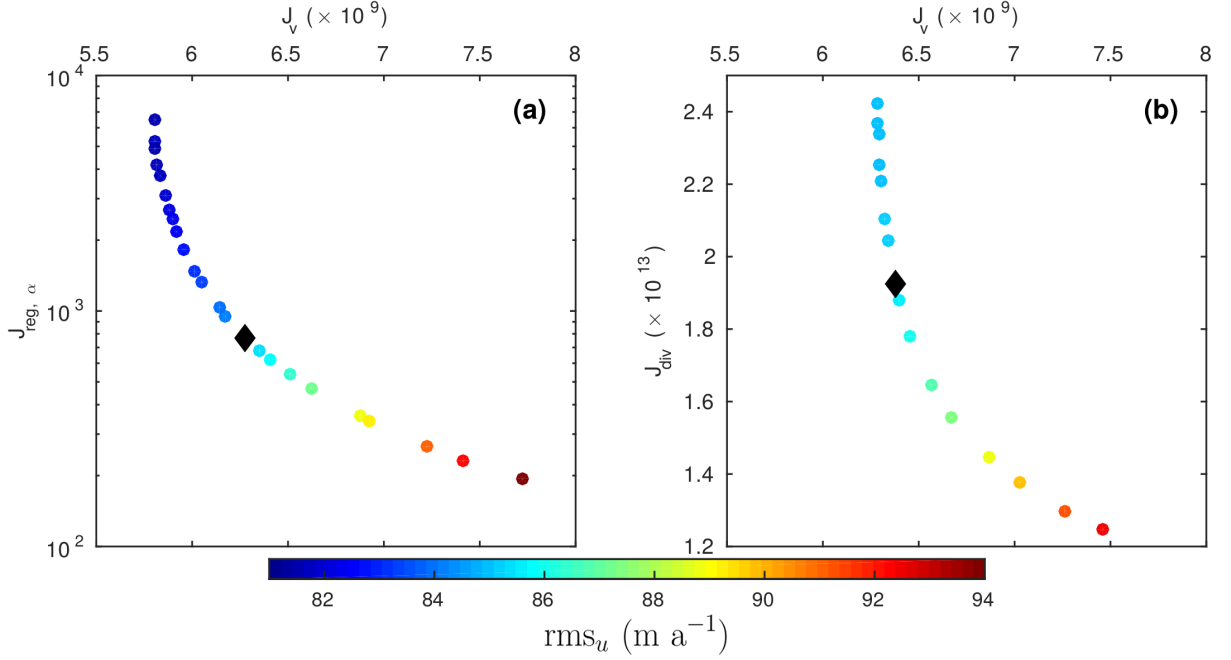 J_v (× 10^9)
5.5 6 6.5 7 7.5 8
10^4
10^3
10^2
J_reg, α
(a)
J_v (× 10^9)
5.5 6 6.5 7 7.5 8
2.4
2.2
2
1.8
1.6
1.4
1.2
J_div (× 10^13)
(b)
82 84 86 88 90 92 94
rms_u (m a^−1)